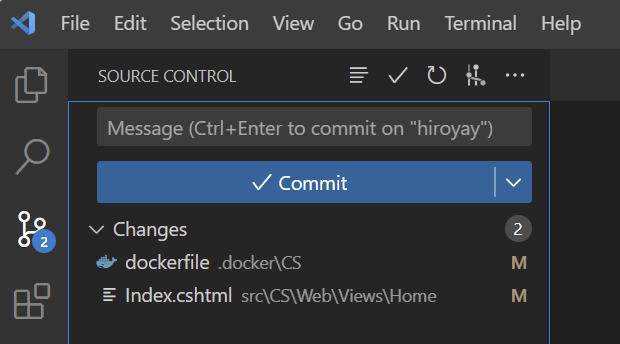 File Edit Selection View Go Run Terminal Help
SOURCE CONTROL
Message (Ctrl+Enter to commit on "hiroyay")
Commit
2
Changes 2
dockerfile .docker\CS M
Index.cshtml src\CS\Web\Views\Home M